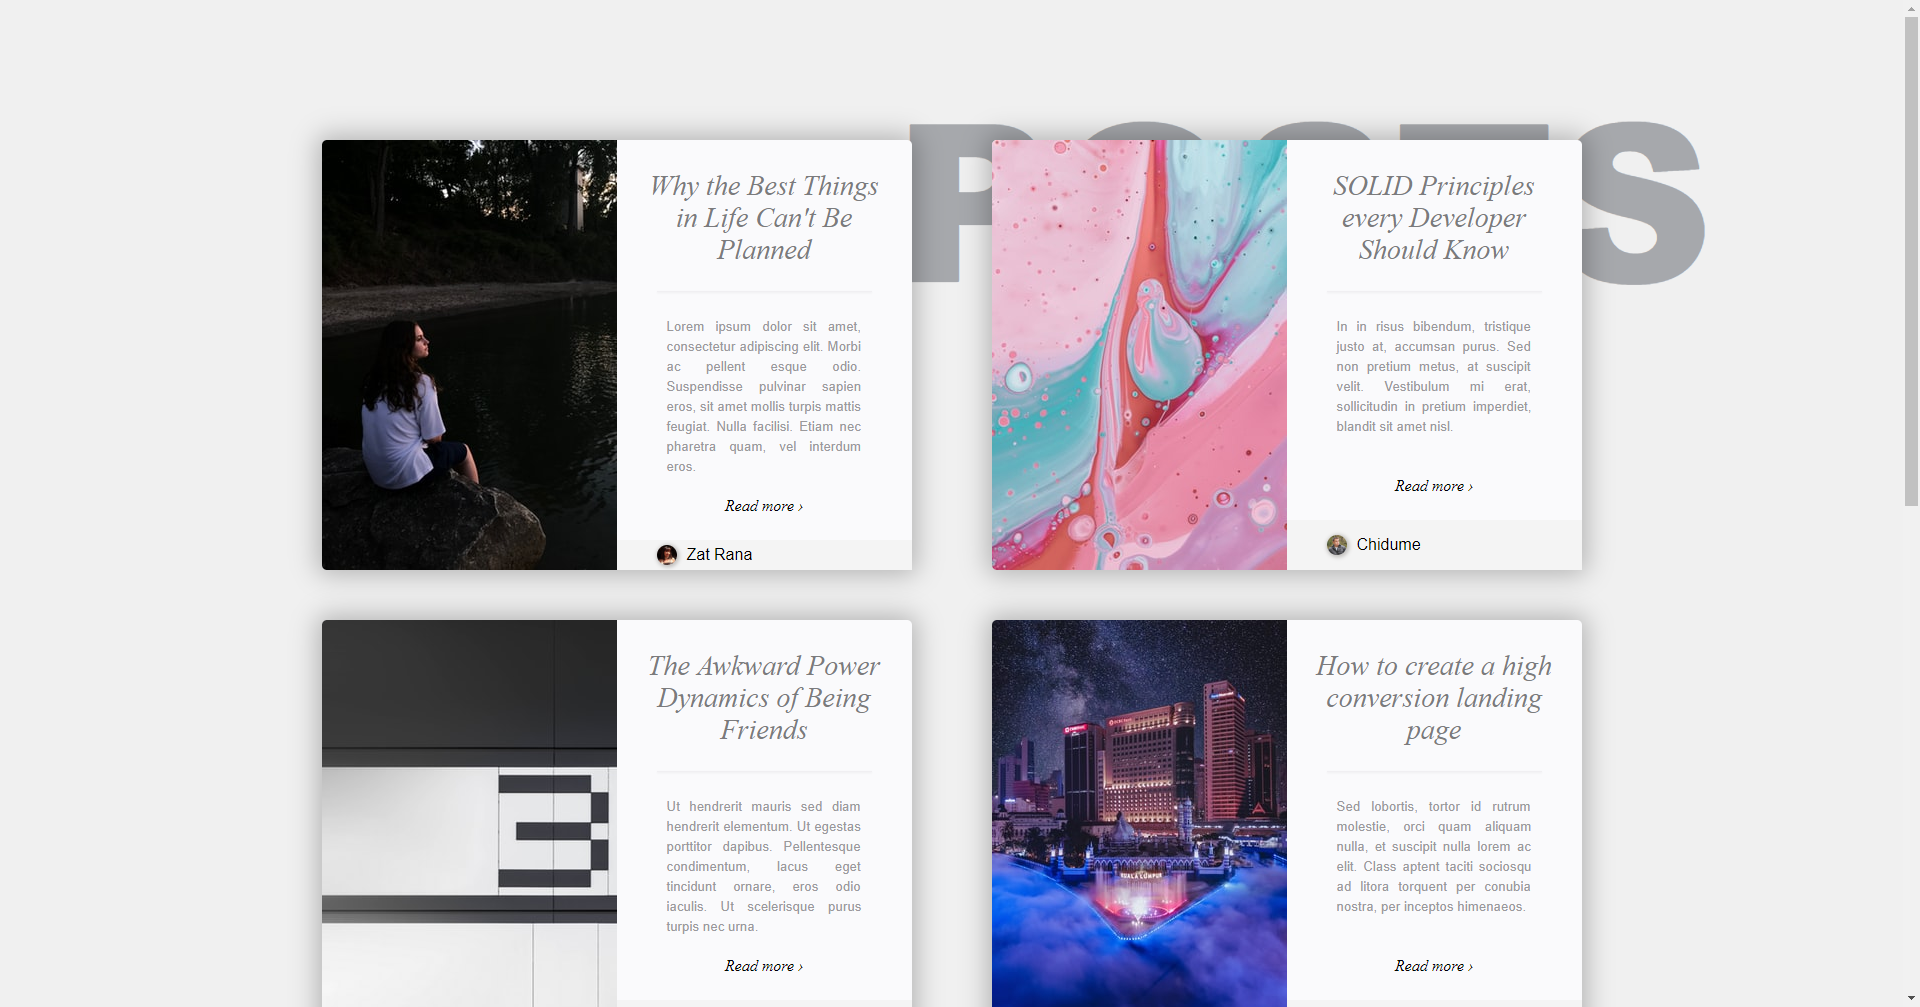 POSTS
Why the Best Things
in Life Can't Be
Planned
Lorem ipsum dolor sit amet,
consectetur adipiscing elit. Morbi
ac pellent esque odio.
Suspendisse pulvinar sapien
eros, sit amet mollis turpis mattis
feugiat. Nulla facilisi. Etiam nec
pharetra quam, vel interdum
eros.
Read more ›
Zat Rana
SOLID Principles
every Developer
Should Know
In in risus bibendum, tristique
justo at, accumsan purus. Sed
non pretium metus, at suscipit
velit. Vestibulum mi erat,
sollicitudin in pretium imperdiet,
blandit sit amet nisl.
Read more ›
Chidume
The Awkward Power
Dynamics of Being
Friends
Ut hendrerit mauris sed diam
hendrerit elementum. Ut egestas
porttitor dapibus. Pellentesque
condimentum, lacus eget
tincidunt ornare, eros odio
iaculis. Ut scelerisque purus
turpis nec urna.
Read more ›
KUALA LUMPUR
How to create a high
conversion landing
page
Sed lobortis, tortor id rutrum
molestie, orci quam aliquam
nulla, et suscipit nulla lorem ac
elit. Class aptent taciti sociosqu
ad litora torquent per conubia
nostra, per inceptos himenaeos.
Read more ›